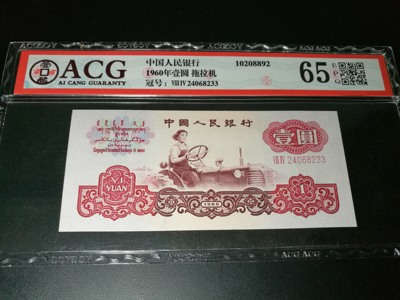 ACG
AI CANG GUARANTY
中国人民银行 10208892
1960年壹圆 拖拉机
冠号: VIII IV 24068233
65 EPQ
中國人民银行
壹圓
VIII IV 24068233
YI YUAN
1960
1